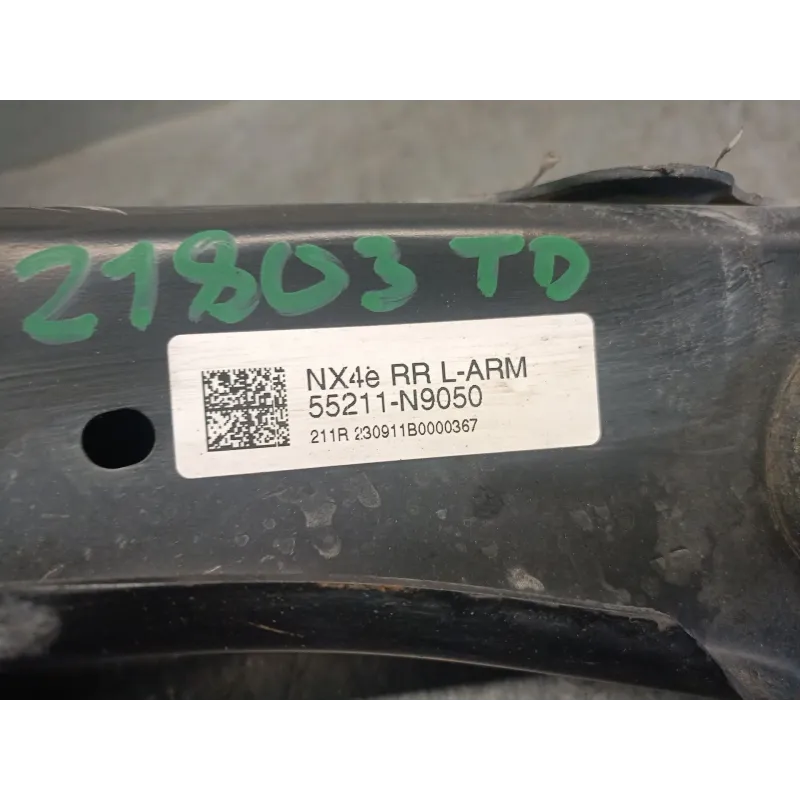 21803 TD
NX4e RR L-ARM
55211-N9050
211R 230911B0000367